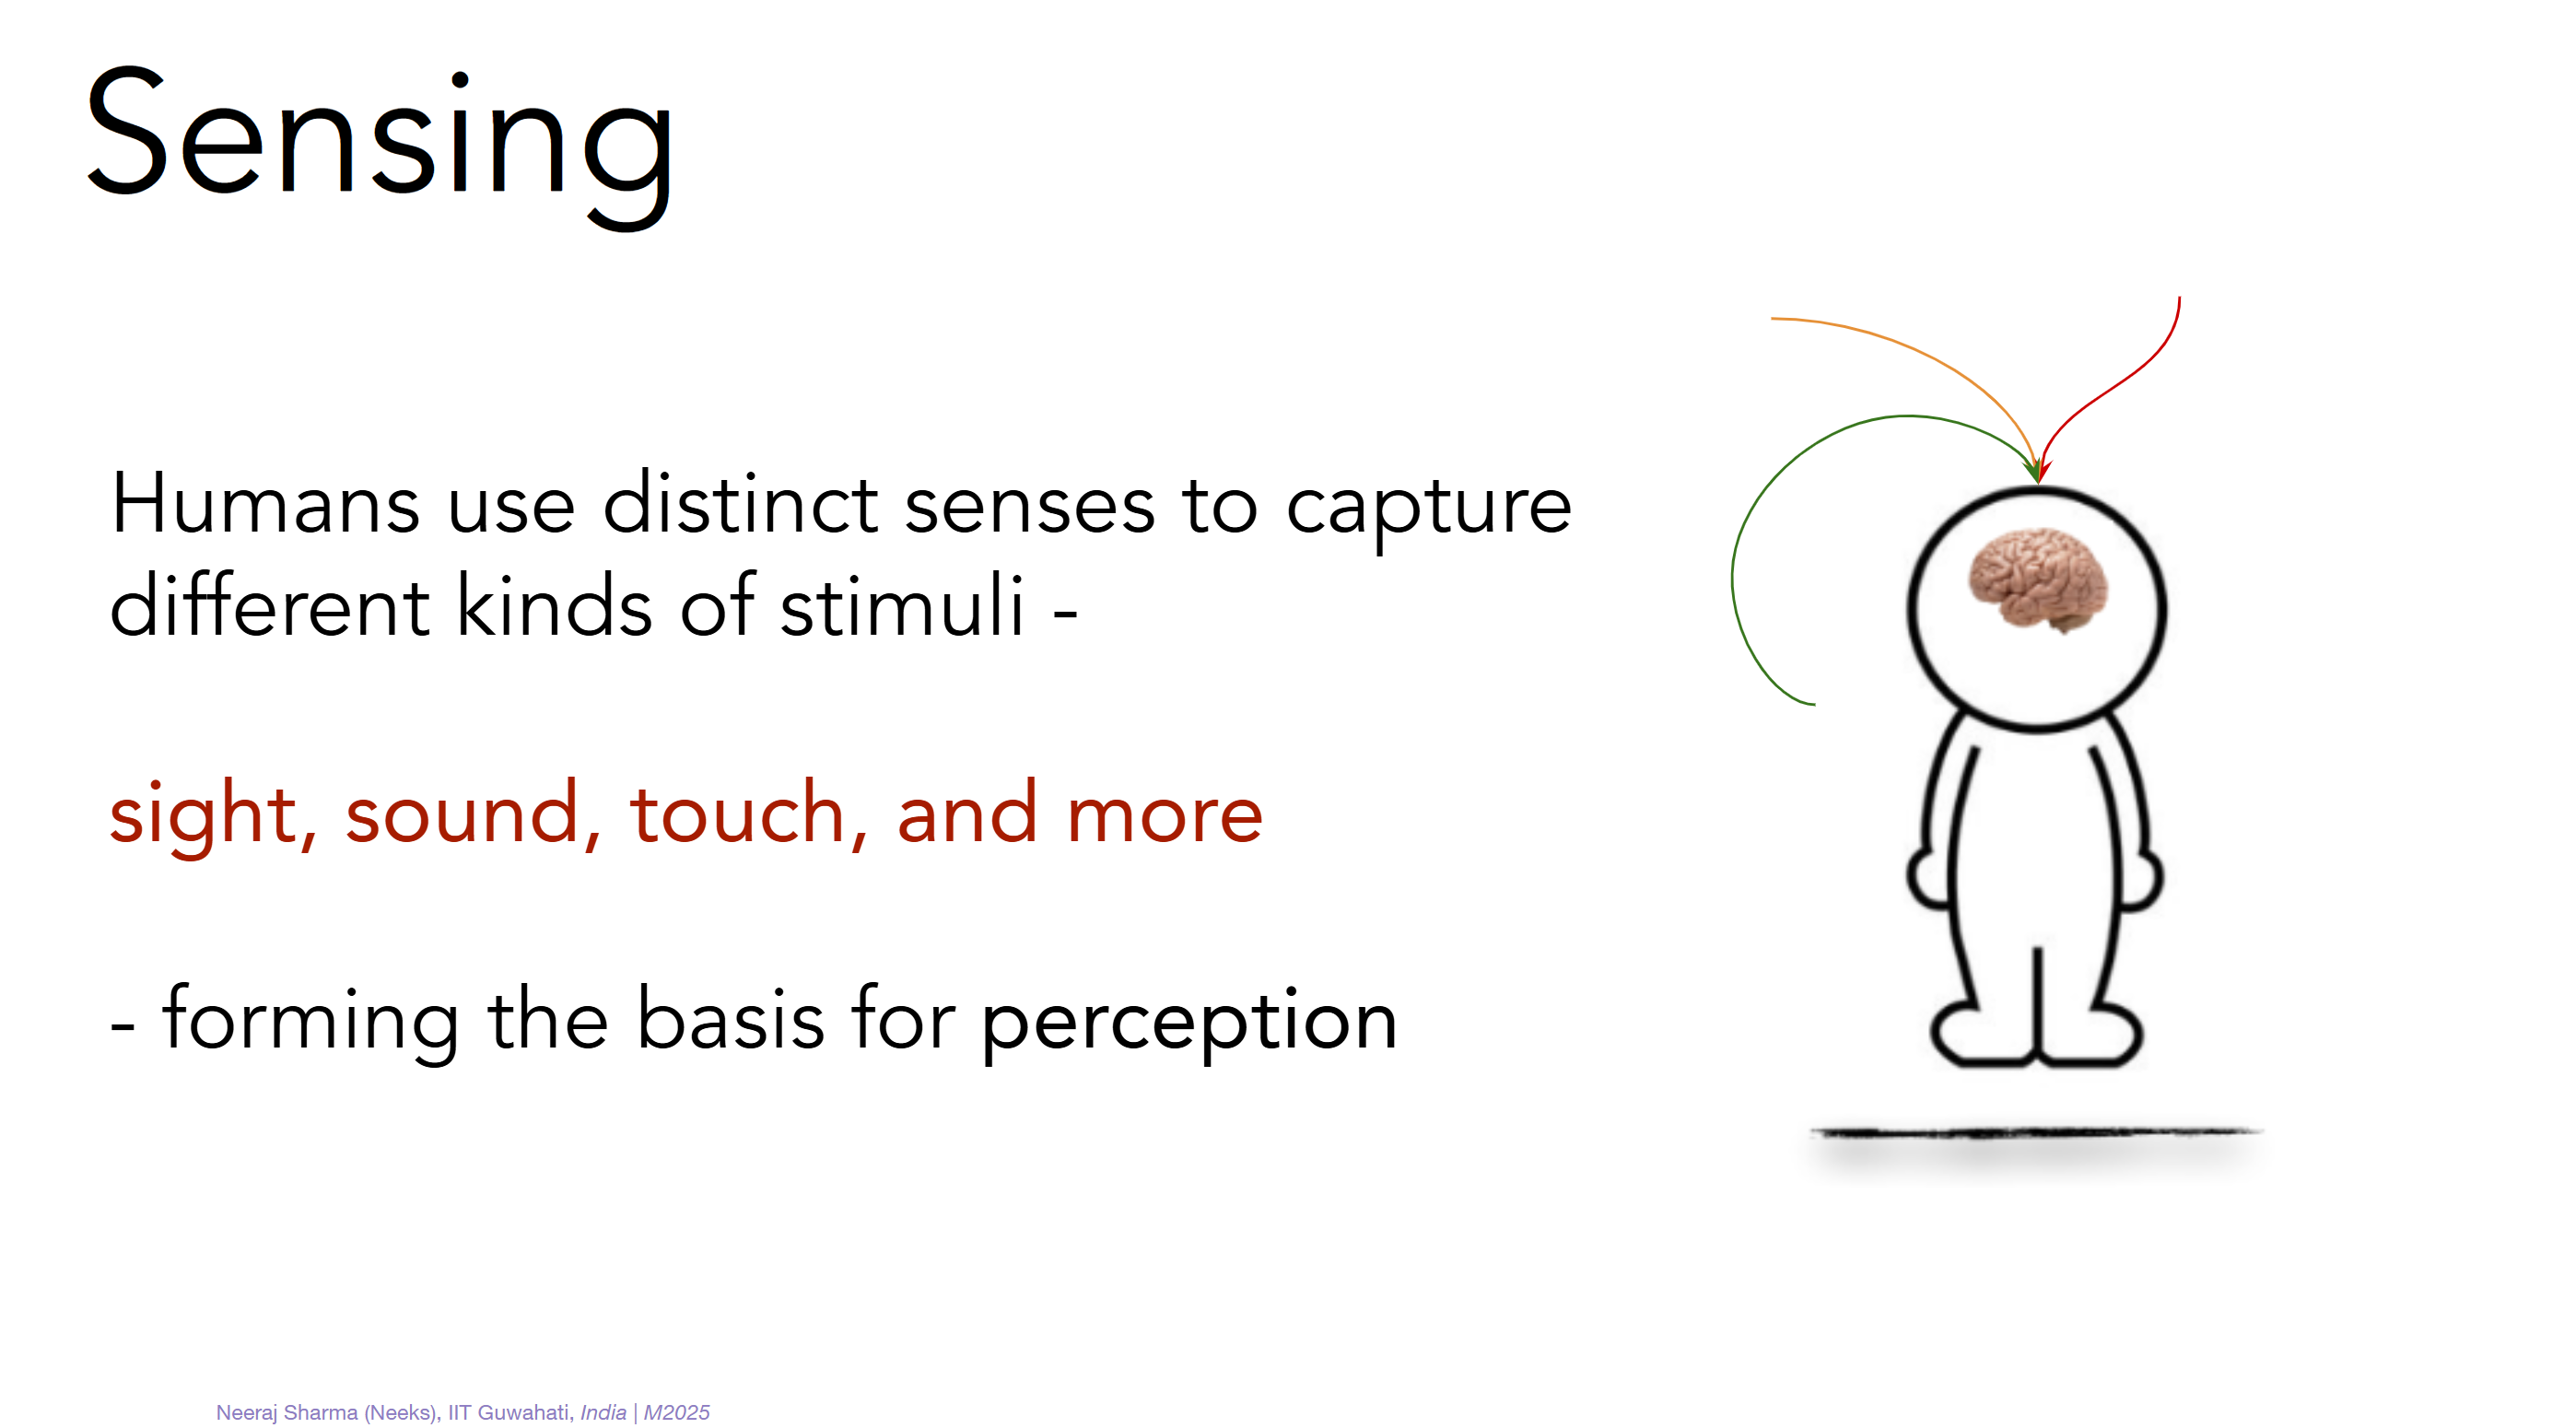 Sensing
Humans use distinct senses to capture
different kinds of stimuli -
sight, sound, touch, and more
- forming the basis for perception
Neeraj Sharma (Neeks), IIT Guwahati, India | M2025